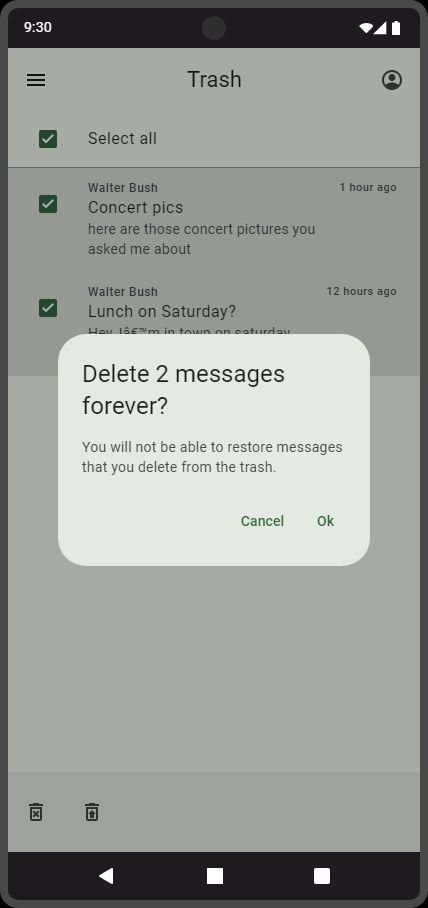 9:30
Trash
Select all
Walter Bush 1 hour ago
Concert pics
here are those concert pictures you
asked me about
Walter Bush 12 hours ago
Lunch on Saturday?
Hey, Iâ€™m in town on saturday
Delete 2 messages
forever?
You will not be able to restore messages
that you delete from the trash.
Cancel Ok